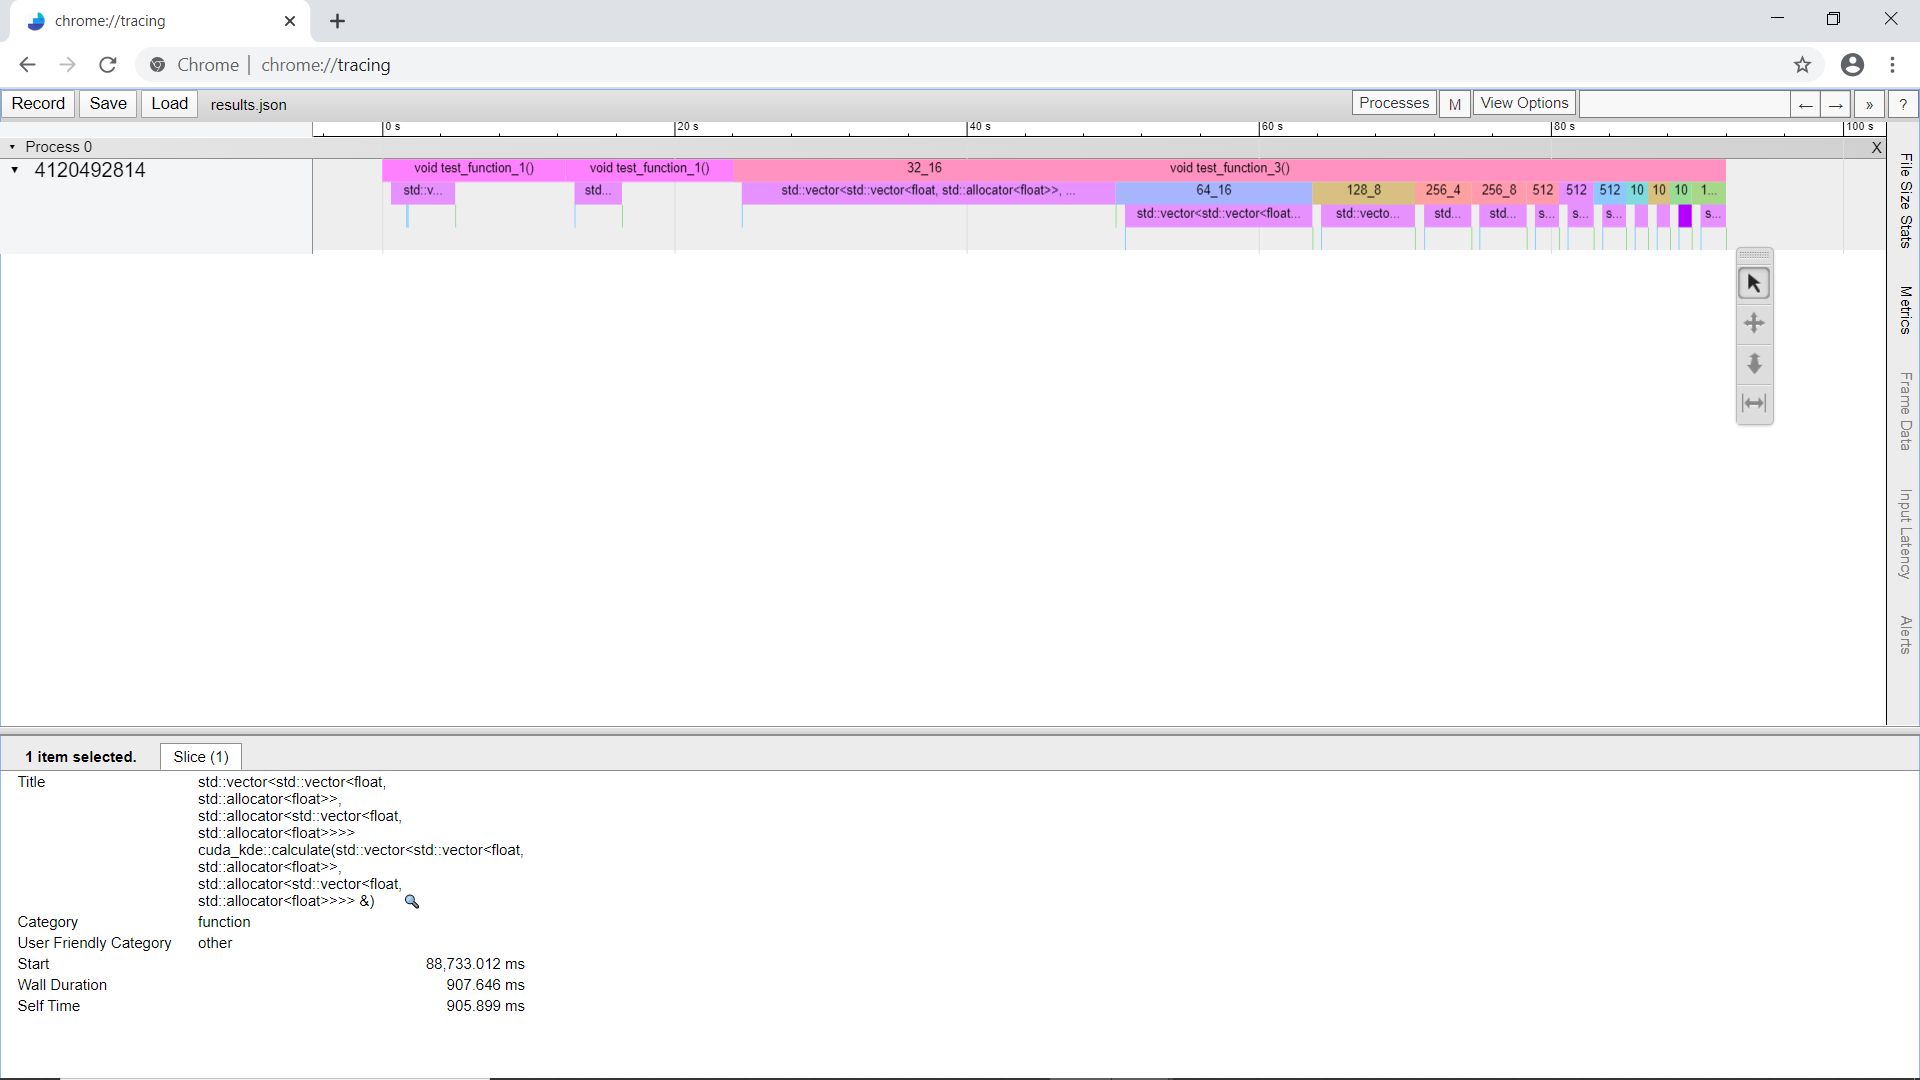 chrome://tracing
Chrome | chrome://tracing
Record Save Load results.json Processes M View Options ← → » ?
0 s 20 s 40 s 60 s 80 s 100 s
Process 0 X
4120492814 void test_function_1() void test_function_1() 32_16 void test_function_3()
std::v... std... std::vector<std::vector<float, std::allocator<float>>, ... 64_16 128_8 256_4 256_8 512 512 512 10 10 10 1...
std::vector<std::vector<float... std::vecto... std... std... s... s... s... s...
File Size Stats
Metrics
Frame Data
Input Latency
Alerts
1 item selected. Slice (1)
Title std::vector<std::vector<float,
std::allocator<float>>,
std::allocator<std::vector<float,
std::allocator<float>>>>
cuda_kde::calculate(std::vector<std::vector<float,
std::allocator<float>>,
std::allocator<std::vector<float,
std::allocator<float>>>> &)
Category function
User Friendly Category other
Start 88,733.012 ms
Wall Duration 907.646 ms
Self Time 905.899 ms